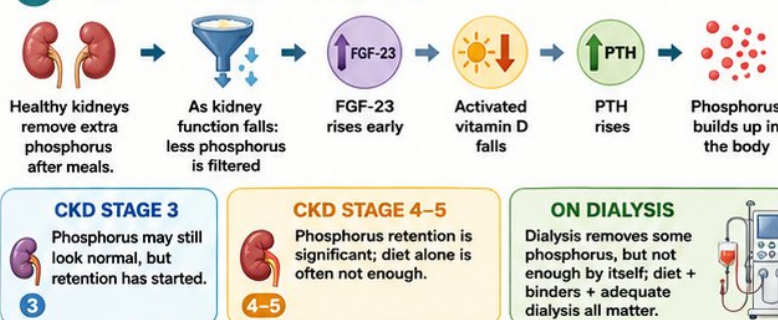 Healthy kidneys
remove extra
phosphorus
after meals.
As kidney
function falls:
less phosphorus
is filtered
FGF-23
FGF-23
rises early
Activated
vitamin D
falls
PTH
PTH
rises
Phosphorus
builds up in
the body
CKD STAGE 3
Phosphorus may still
look normal, but
retention has started.
3
CKD STAGE 4–5
Phosphorus retention is
significant; diet alone is
often not enough.
4–5
ON DIALYSIS
Dialysis removes some
phosphorus, but not
enough by itself; diet +
binders + adequate
dialysis all matter.